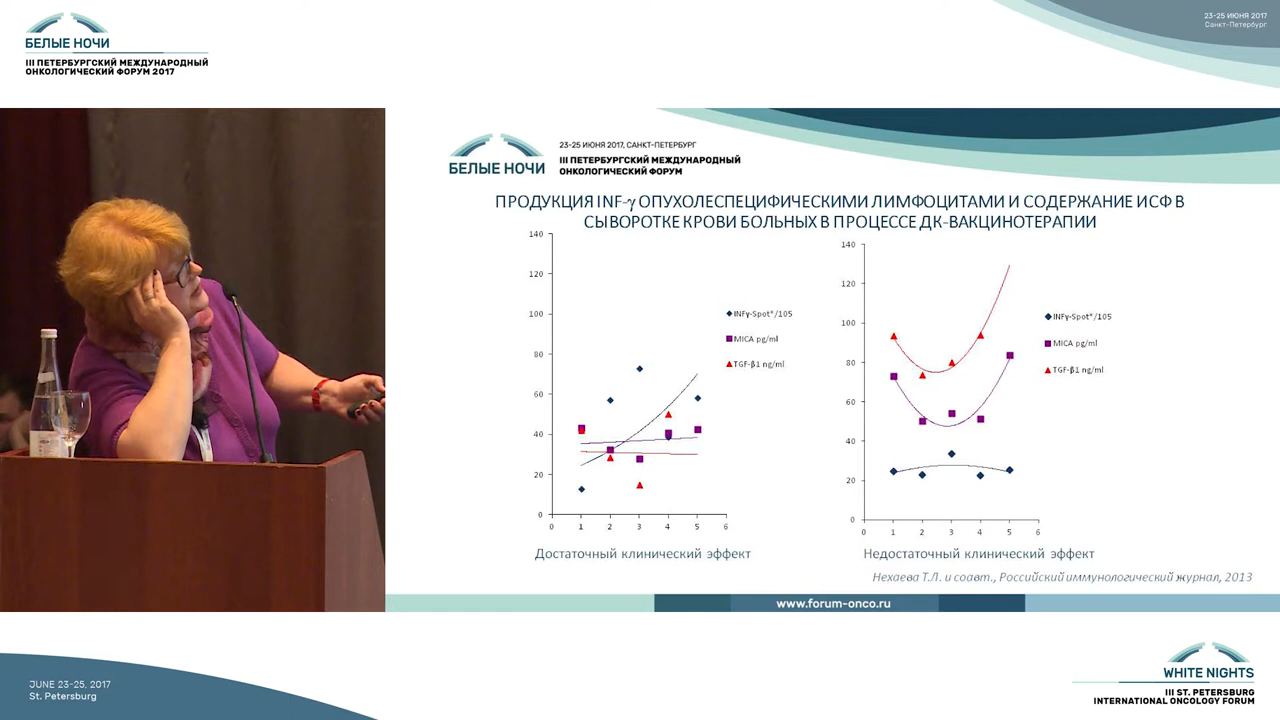 БЕЛЫЕ НОЧИ
III ПЕТЕРБУРГСКИЙ МЕЖДУНАРОДНЫЙ
ОНКОЛОГИЧЕСКИЙ ФОРУМ 2017
23-25 ИЮНЯ 2017
Санкт-Петербург
БЕЛЫЕ НОЧИ
23-25 ИЮНЯ 2017, САНКТ-ПЕТЕРБУРГ
III ПЕТЕРБУРГСКИЙ МЕЖДУНАРОДНЫЙ
ОНКОЛОГИЧЕСКИЙ ФОРУМ
ПРОДУКЦИЯ INF-γ ОПУХОЛЕСПЕЦИФИЧЕСКИМИ ЛИМФОЦИТАМИ И СОДЕРЖАНИЕ ИСФ В
СЫВОРОТКЕ КРОВИ БОЛЬНЫХ В ПРОЦЕССЕ ДК-ВАКЦИНОТЕРАПИИ
140
120
100
80
60
40
20
0
0 1 2 3 4 5 6
INFγ-Spot"/105
MICA pg/ml
TGF-β1 ng/ml
Достаточный клинический эффект
140
120
100
80
60
40
20
0
0 1 2 3 4 5 6
INFγ-Spot"/105
MICA pg/ml
TGF-β1 ng/ml
Недостаточный клинический эффект
Нехаева Т.Л. и соавт., Российский иммунологический журнал, 2013
www.forum-onco.ru
JUNE 23-25, 2017
St. Petersburg
WHITE NIGHTS
III ST. PETERSBURG
INTERNATIONAL ONCOLOGY FORUM